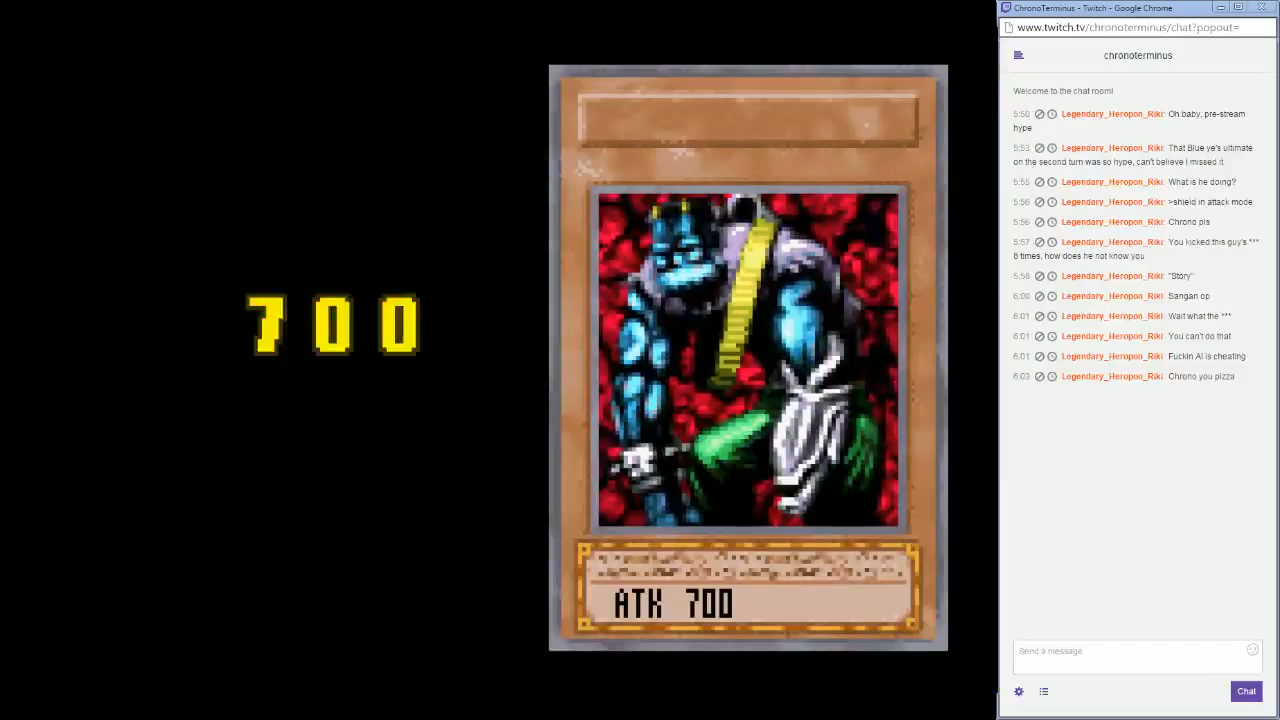 700
ATK 700
ChronoTerminus - Twitch - Google Chrome
www.twitch.tv/chronoterminus/chat?popout=
chronoterminus
Welcome to the chat room!
5:50 Legendary_Heropon_Riki: Oh baby, pre-stream
hype
5:53 Legendary_Heropon_Riki: That Blue ye's ultimate
on the second turn was so hype, can't believe i missed it
5:55 Legendary_Heropon_Riki: What is he doing?
5:56 Legendary_Heropon_Riki: >shield in attack mode
5:56 Legendary_Heropon_Riki: Chrono pls
5:57 Legendary_Heropon_Riki: You kicked this guy's ***
8 times, how does he not know you
5:58 Legendary_Heropon_Riki: "Story"
6:00 Legendary_Heropon_Riki: Sangan op
6:01 Legendary_Heropon_Riki: Wait what the ***
6:01 Legendary_Heropon_Riki: You can't do that
6:01 Legendary_Heropon_Riki: Fuckin AI is cheating
6:03 Legendary_Heropon_Riki: Chrono you pizza
Send a message
Chat